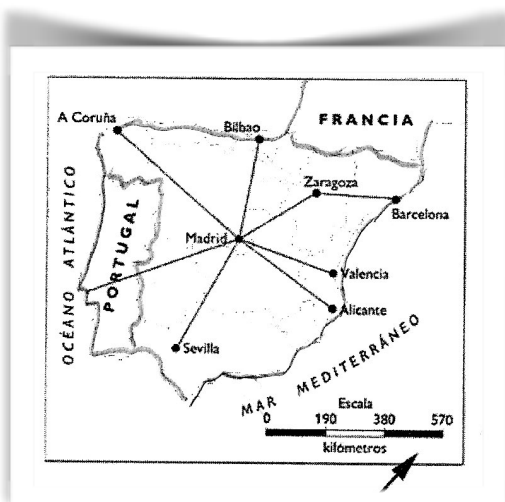 A Coruña
Bilbao
FRANCIA
Zaragoza
Barcelona
OCÉANO ATLÁNTICO
PORTUGAL
Madrid
Valencia
Alicante
Sevilla
MAR MEDITERRÁNEO
Escala
0 190 380 570
kilómetros